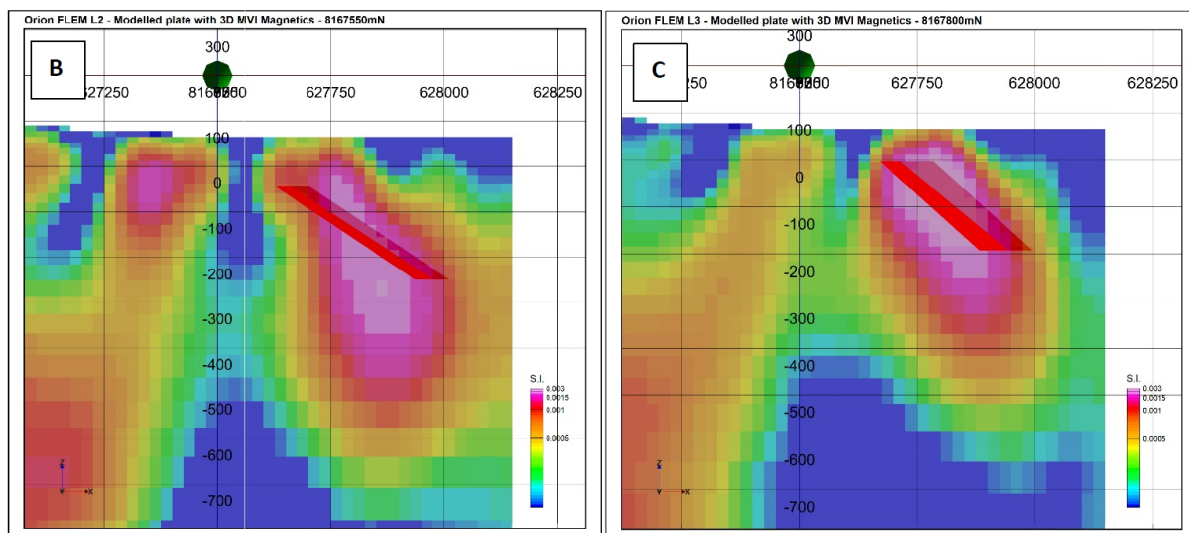 Orion FLEM L2 - Modelled plate with 3D MVI Magnetics - 8167550mN
B
300
627250
627750
628000
628250
100
0
-100
-200
-300
-400
-500
-600
-700
S.I.
0.003
0.0015
0.001
0.0005
Z
Y
X
Orion FLEM L3 - Modelled plate with 3D MVI Magnetics - 8167800mN
C
300
627750
628000
628250
100
0
-100
-200
-300
-400
-500
-600
-700
S.I.
0.003
0.0015
0.001
0.0005
Z
Y
X